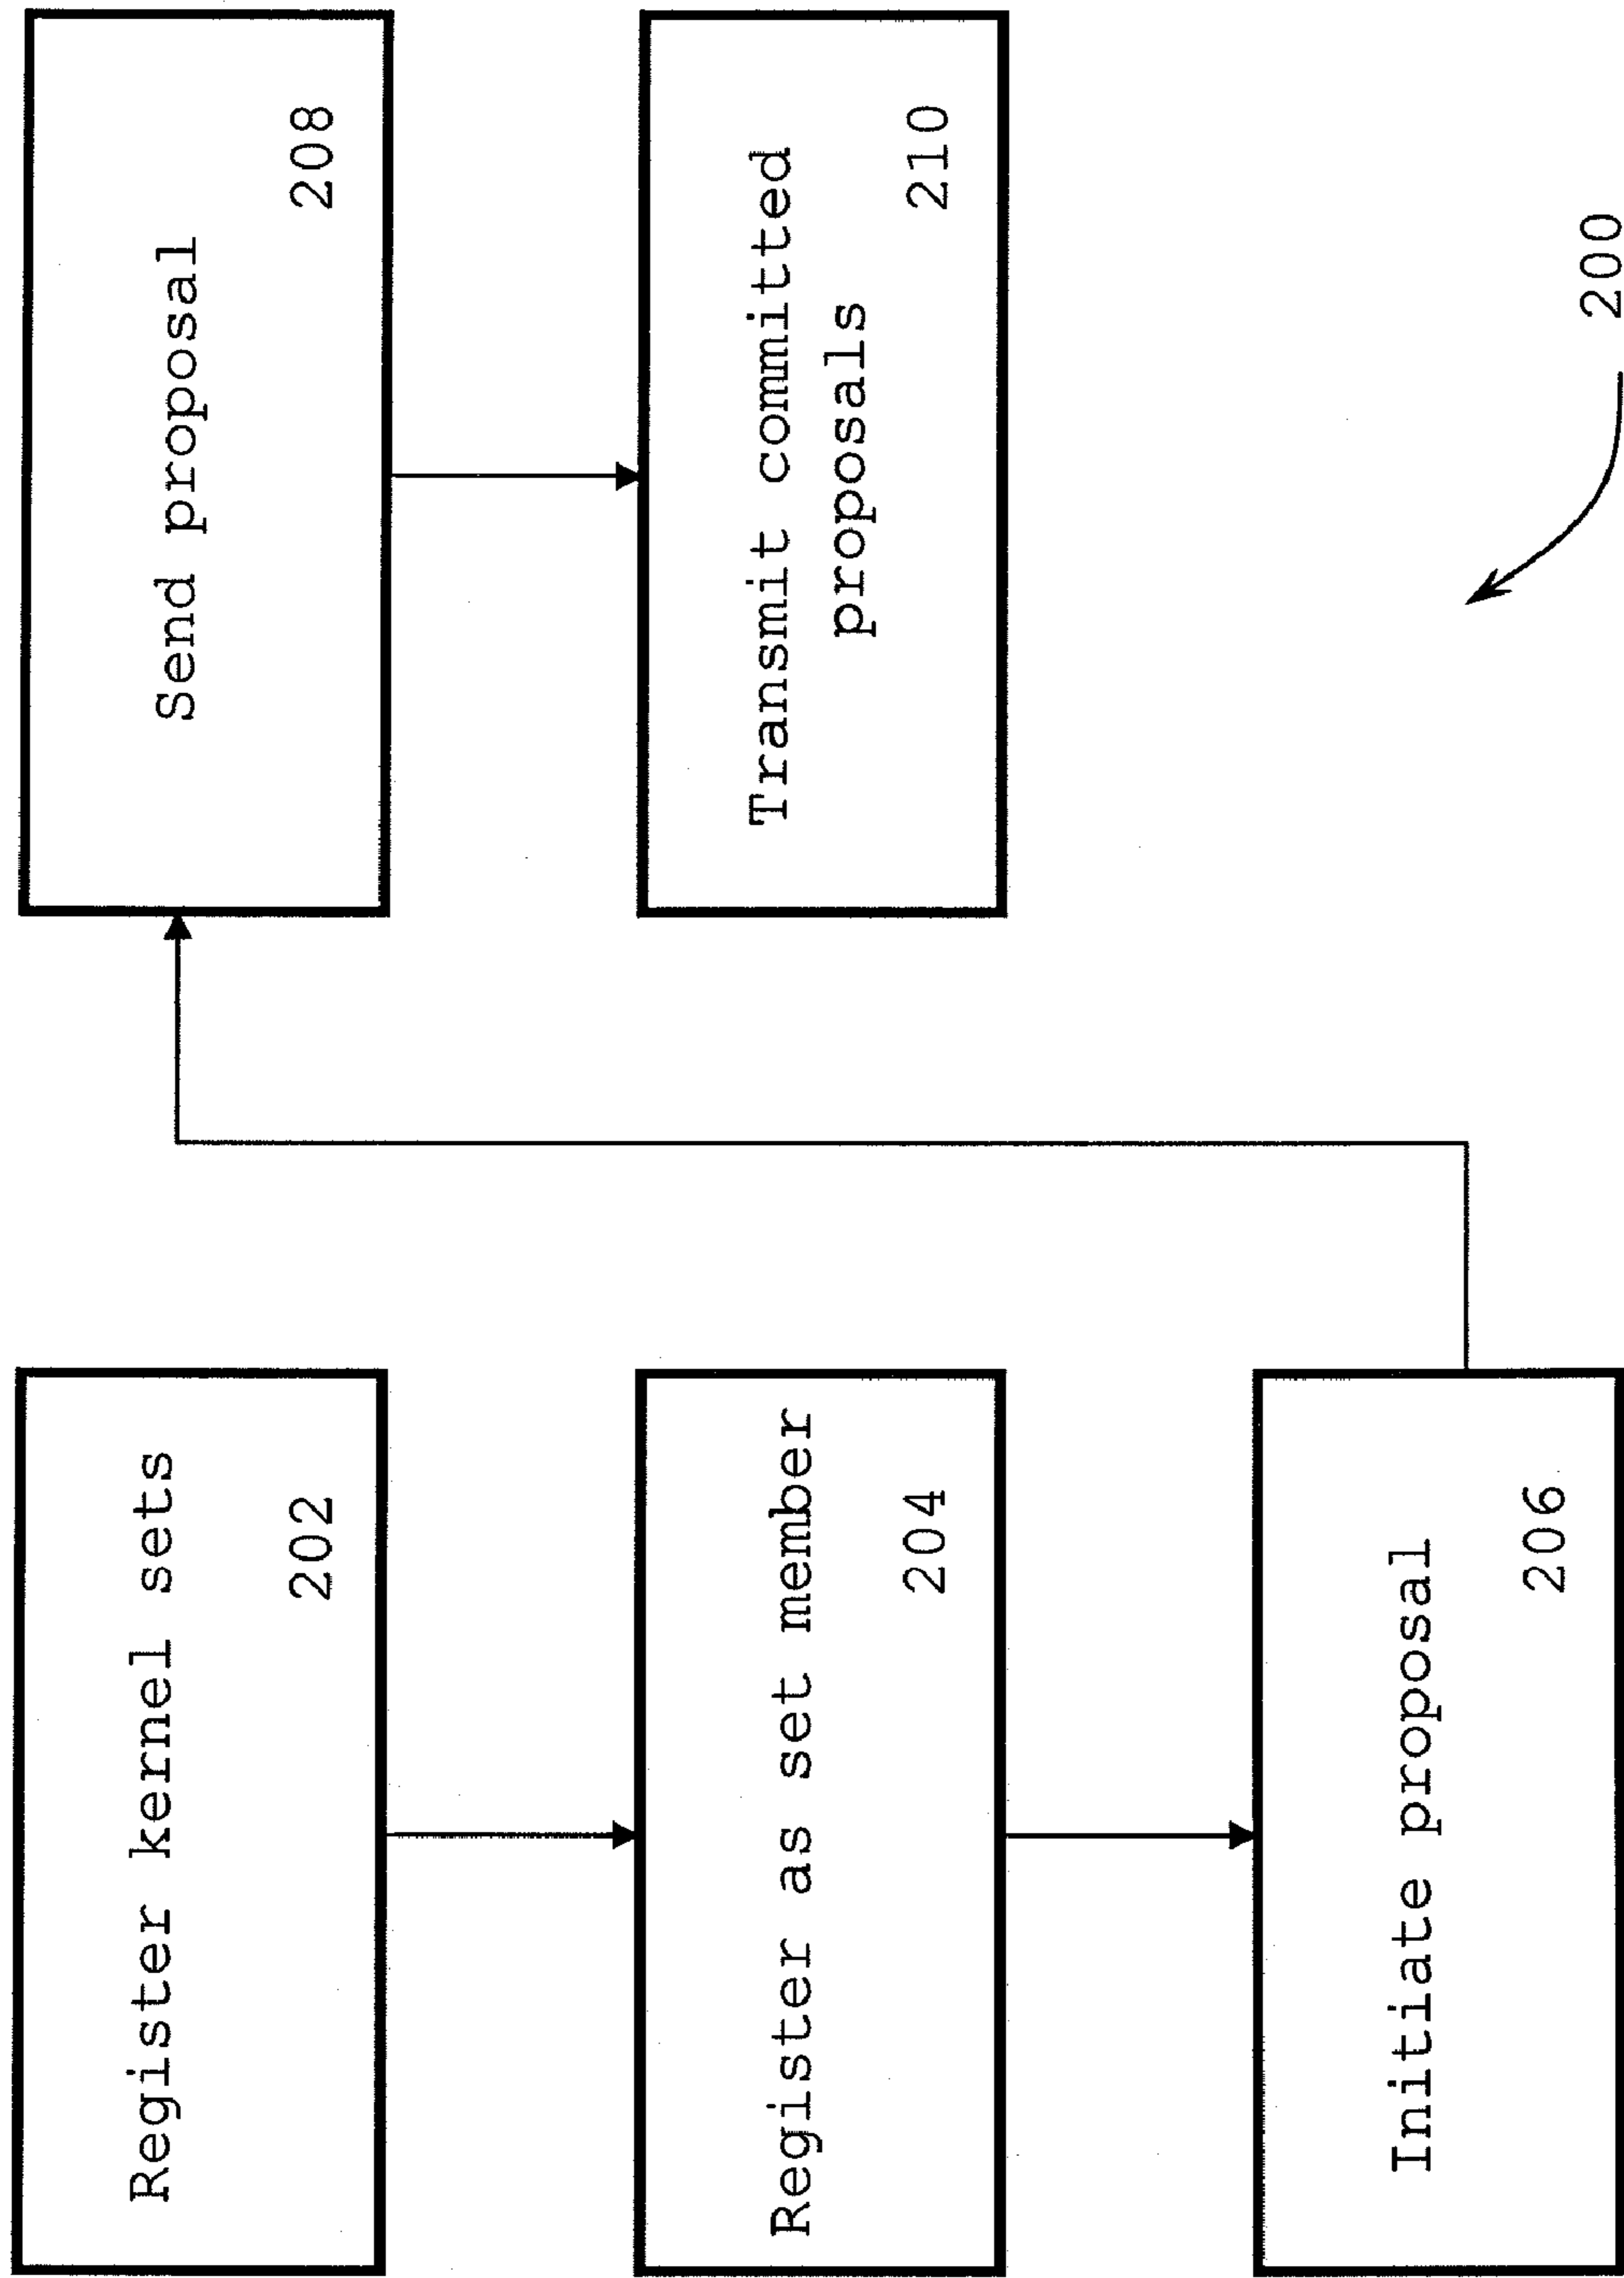 Register kernel sets
202
Register as set member
204
Initiate proposal
206
Send proposal
208
Transmit committed
proposals
210
200